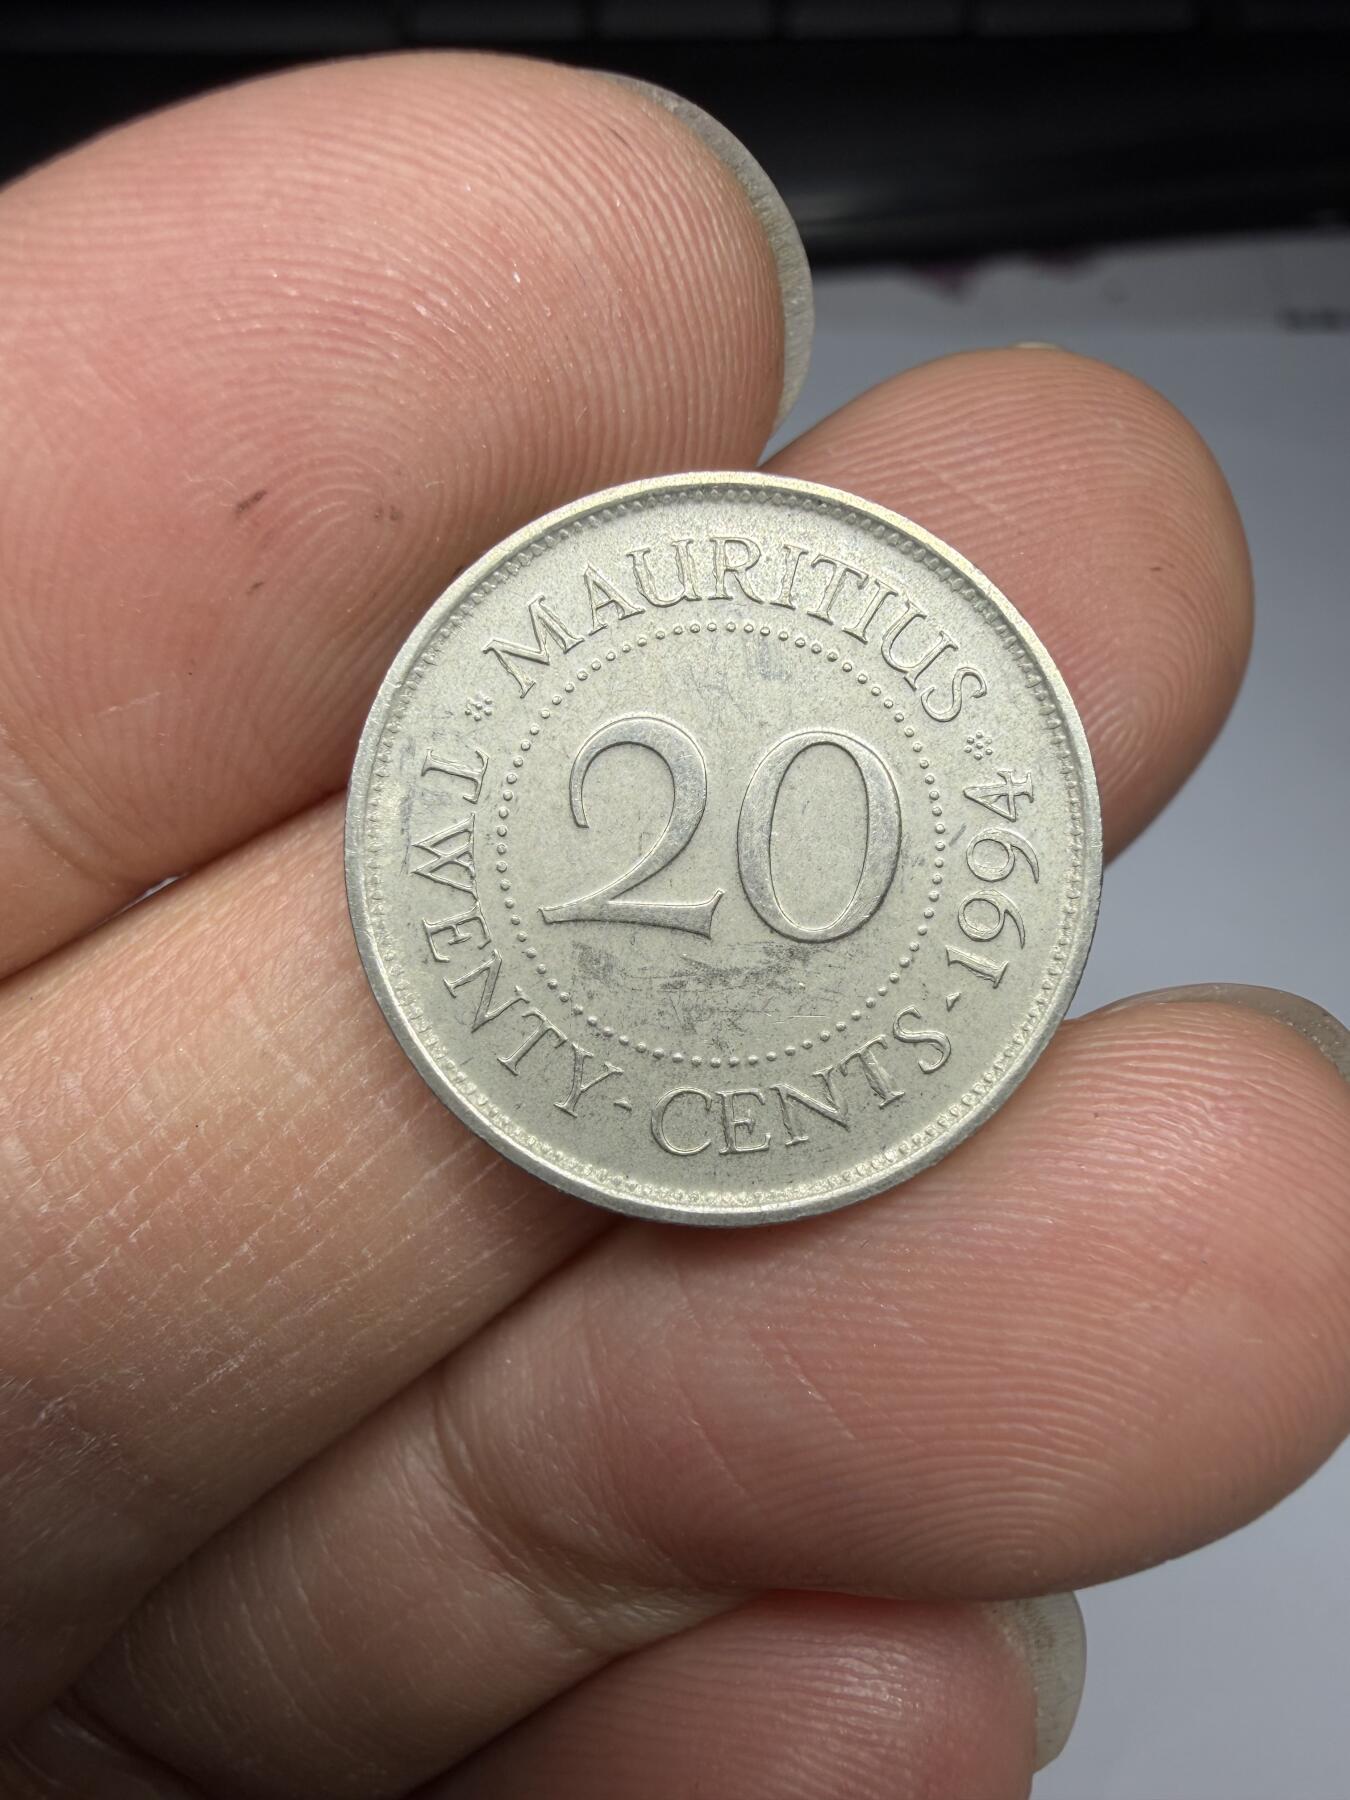 MAURITIUS
20
TWENTY · CENTS · 1994